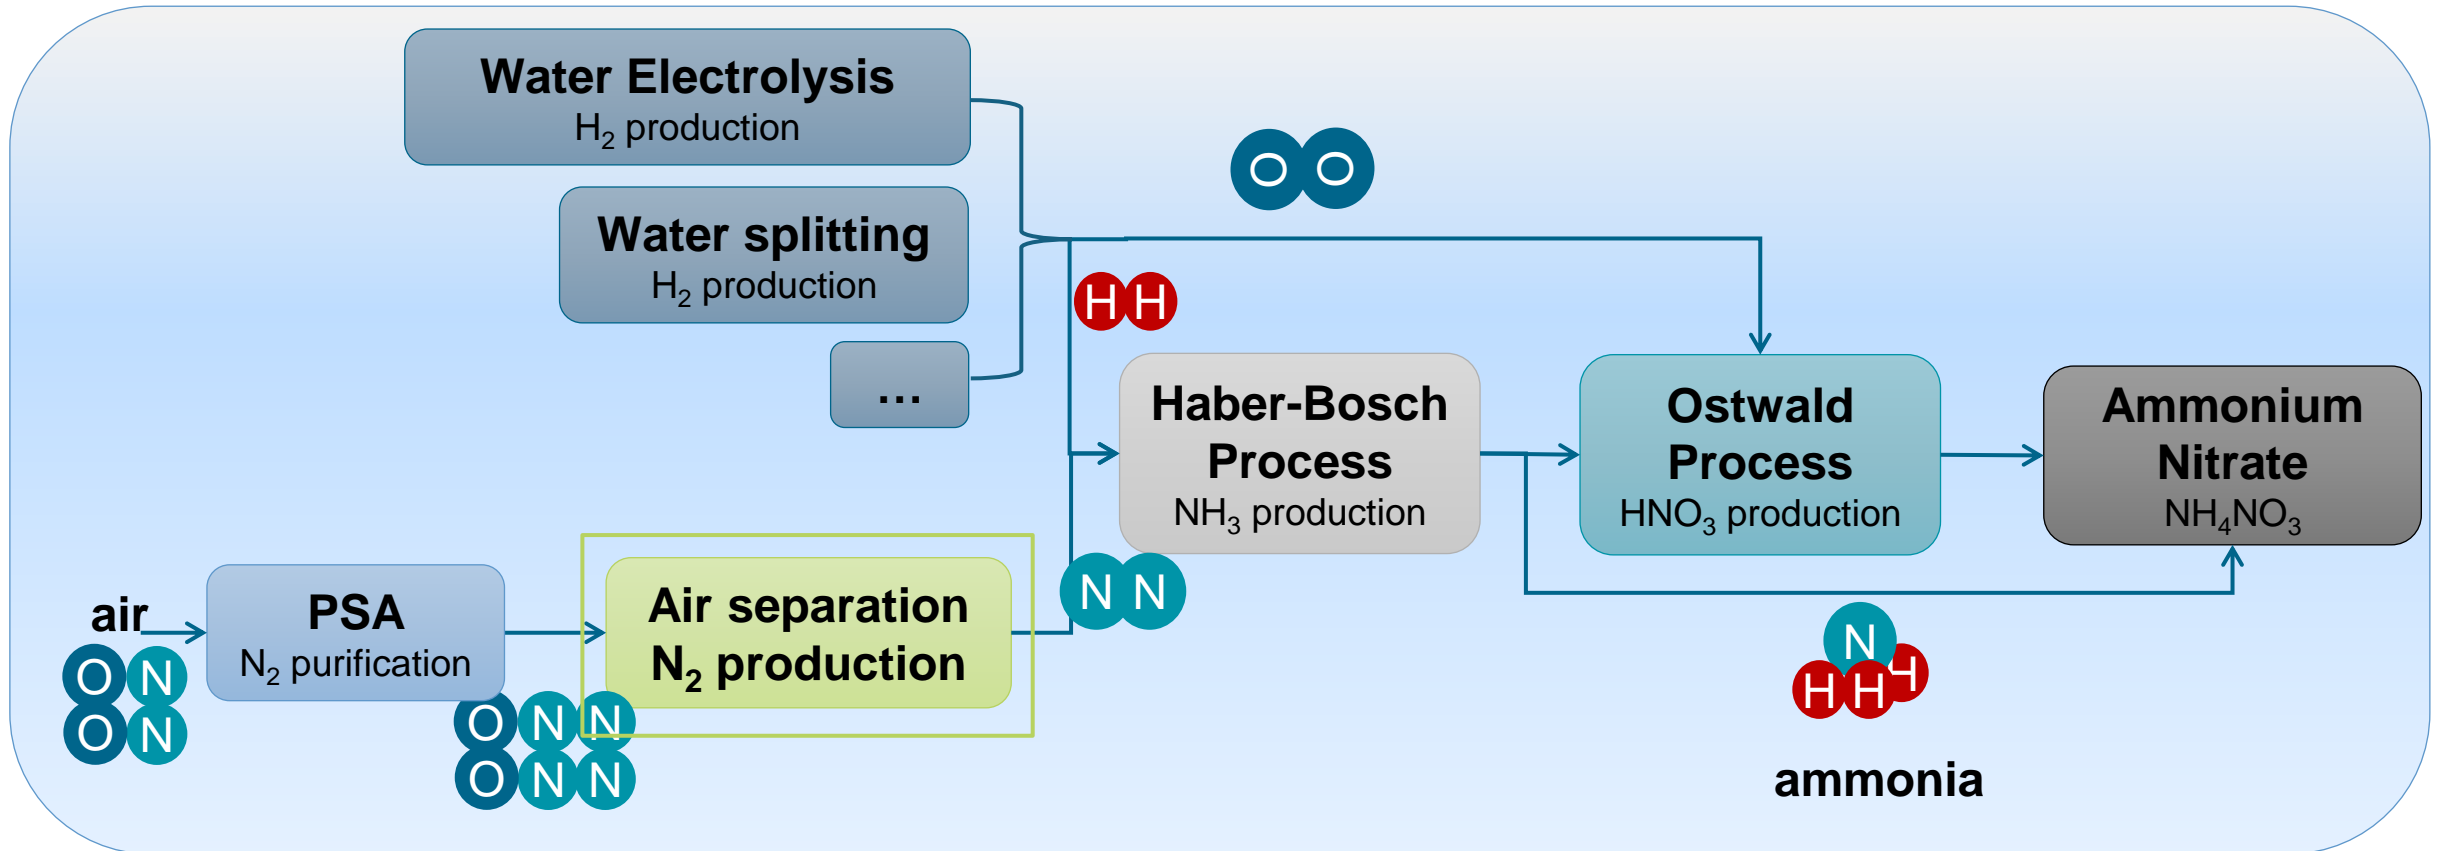 Water Electrolysis
H₂ production
Water splitting
H₂ production
...
O O
H H
Haber-Bosch
Process
NH₃ production
Ostwald
Process
HNO₃ production
Ammonium
Nitrate
NH₄NO₃
air
O N
O N
PSA
N₂ purification
O N N
O N N
Air separation
N₂ production
N N
N
H H H
ammonia